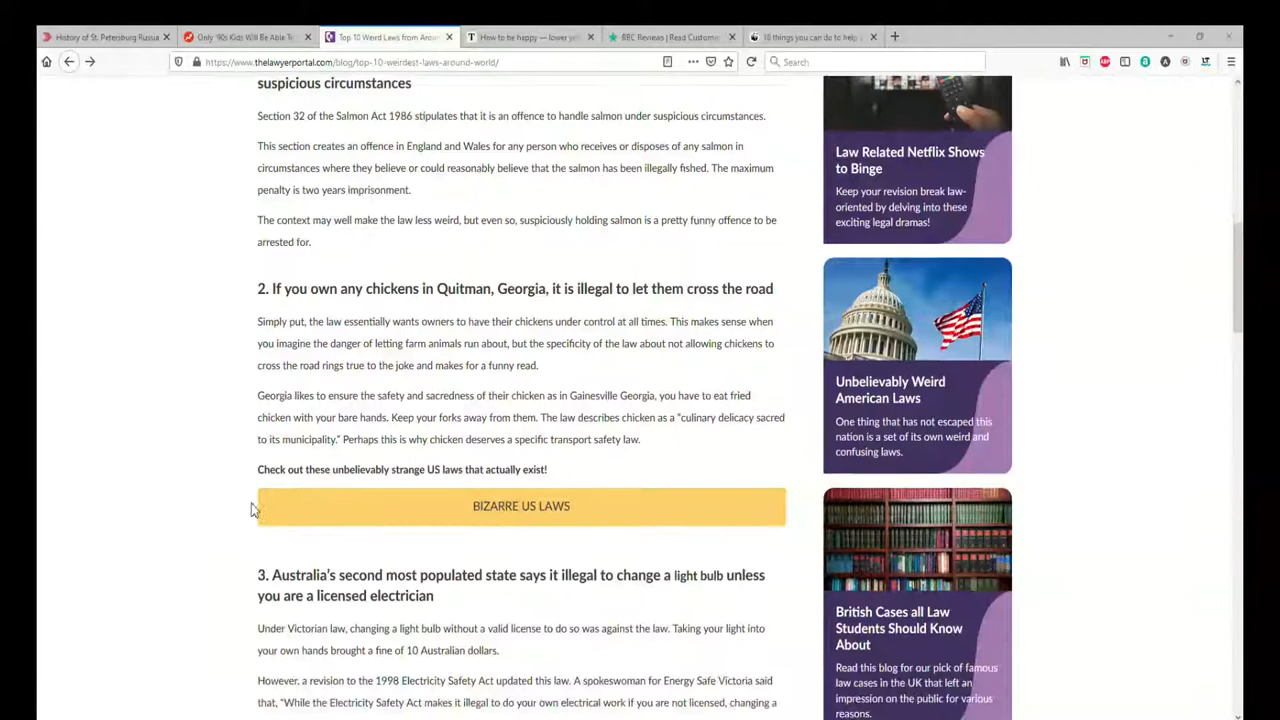 History of St. Petersburg Russia
Only '90s Kids Will Be Able To
Top 10 Weird Laws from Arou
How to be happy — lower ye
BBC Reviews | Read Custome
10 things you can do to help
https://www.thelawyerportal.com/blog/top-10-weirdest-laws-around-world/
Search
suspicious circumstances
Section 32 of the Salmon Act 1986 stipulates that it is an offence to handle salmon under suspicious circumstances.
This section creates an offence in England and Wales for any person who receives or disposes of any salmon in
circumstances where they believe or could reasonably believe that the salmon has been illegally fished. The maximum
penalty is two years imprisonment.
The context may well make the law less weird, but even so, suspiciously holding salmon is a pretty funny offence to be
arrested for.
2. If you own any chickens in Quitman, Georgia, it is illegal to let them cross the road
Simply put, the law essentially wants owners to have their chickens under control at all times. This makes sense when
you imagine the danger of letting farm animals run about, but the specificity of the law about not allowing chickens to
cross the road rings true to the joke and makes for a funny read.
Georgia likes to ensure the safety and sacredness of their chicken as in Gainesville Georgia, you have to eat fried
chicken with your bare hands. Keep your forks away from them. The law describes chicken as a “culinary delicacy sacred
to its municipality.” Perhaps this is why chicken deserves a specific transport safety law.
Check out these unbelievably strange US laws that actually exist!
BIZARRE US LAWS
3. Australia's second most populated state says it illegal to change a light bulb unless
you are a licensed electrician
Under Victorian law, changing a light bulb without a valid license to do so was against the law. Taking your light into
your own hands brought a fine of 10 Australian dollars.
However, a revision to the 1998 Electricity Safety Act updated this law. A spokeswoman for Energy Safe Victoria said
that, “While the Electricity Safety Act makes it illegal to do your own electrical work if you are not licensed, changing a
Law Related Netflix Shows
to Binge
Keep your revision break law-
oriented by delving into these
exciting legal dramas!
Unbelievably Weird
American Laws
One thing that has not escaped this
nation is a set of its own weird and
confusing laws.
British Cases all Law
Students Should Know
About
Read this blog for our pick of famous
law cases in the UK that left an
impression on the public for various
reasons.